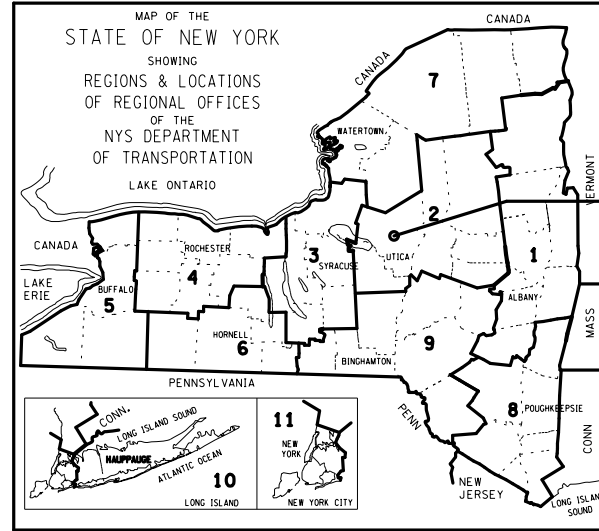 MAP OF THE
STATE OF NEW YORK
SHOWING
REGIONS & LOCATIONS
OF REGIONAL OFFICES
OF THE
NYS DEPARTMENT
OF TRANSPORTATION
CANADA
CANADA
7
WATERTOWN
LAKE ONTARIO
VERMONT
2
UTICA
CANADA
ROCHESTER
3
SYRACUSE
1
LAKE
ERIE
BUFFALO
4
5
ALBANY
MASS
HORNELL
6
BINGHAMTON
9
PENNSYLVANIA
PENN
8
POUGHKEEPSIE
CONN
NEW
JERSEY
LONG ISLAND
SOUND
CONN.
LONG ISLAND SOUND
HAUPPAUGE
ATLANTIC OCEAN
10
LONG ISLAND
11
NEW
YORK
NEW YORK CITY